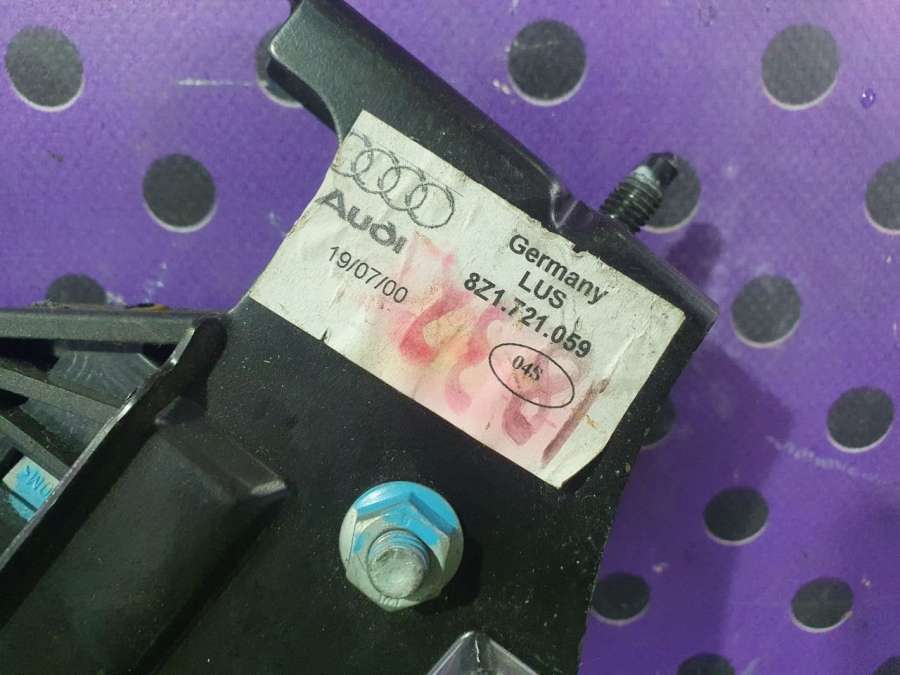 Audi
19/07/00
Germany
LUS
8Z1.721.059
04S